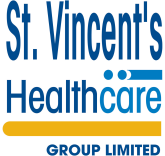 St. Vincent's
Healthcare
GROUP LIMITED